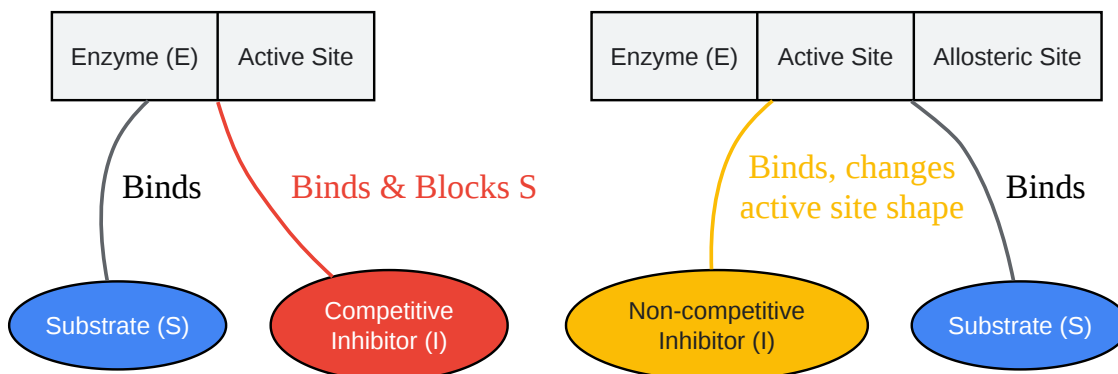 Enzyme (E)
Active Site
Enzyme (E)
Active Site
Allosteric Site
Binds
Binds & Blocks S
Binds, changes
active site shape
Binds
Substrate (S)
Competitive
Inhibitor (I)
Non-competitive
Inhibitor (I)
Substrate (S)